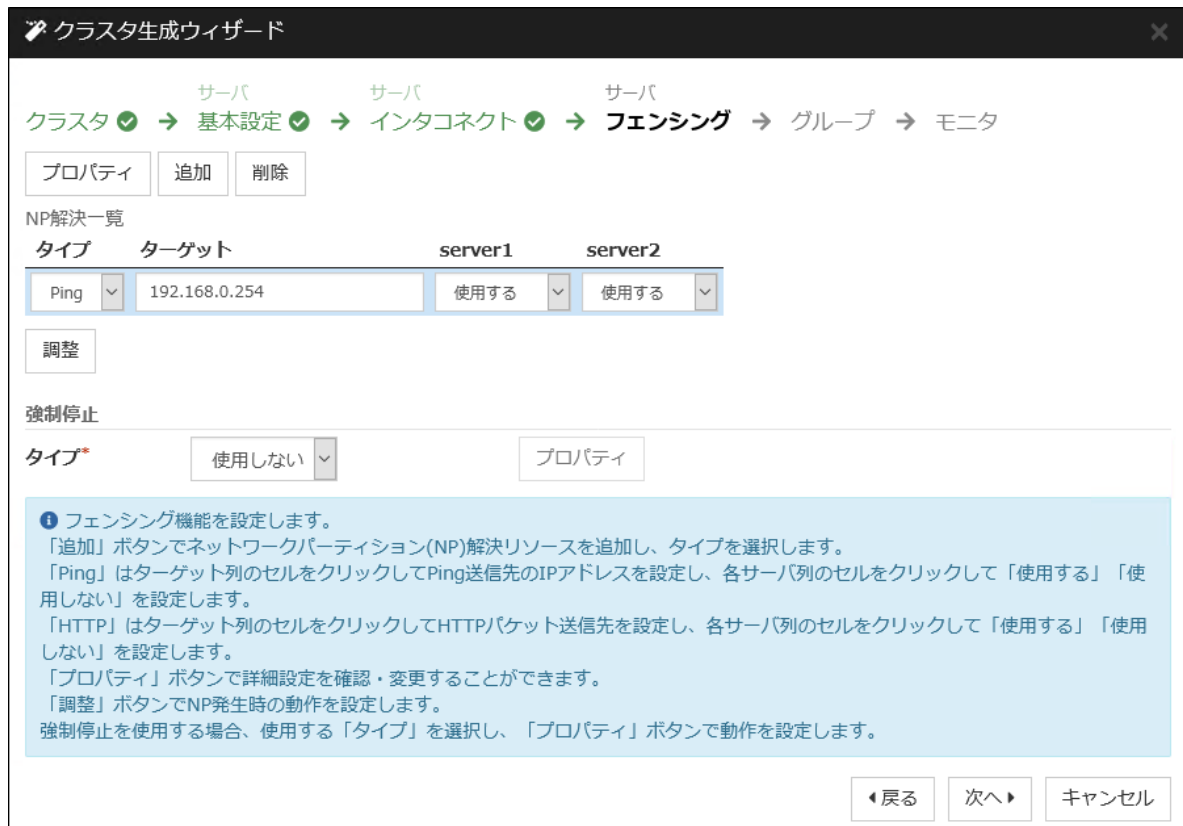 クラスタ生成ウィザード
サーバ サーバ サーバ
クラスタ → 基本設定 → インタコネクト → フェンシング → グループ → モニタ
プロパティ 追加 削除
NP解決一覧
タイプ ターゲット server1 server2
Ping 192.168.0.254 使用する 使用する
調整
強制停止
タイプ* 使用しない プロパティ
フェンシング機能を設定します。
「追加」ボタンでネットワークパーティション(NP)解決リソースを追加し、タイプを選択します。
「Ping」はターゲット列のセルをクリックしてPing送信先のIPアドレスを設定し、各サーバ列のセルをクリックして「使用する」「使
用しない」を設定します。
「HTTP」はターゲット列のセルをクリックしてHTTPパケット送信先を設定し、各サーバ列のセルをクリックして「使用する」「使用
しない」を設定します。
「プロパティ」ボタンで詳細設定を確認・変更することができます。
「調整」ボタンでNP発生時の動作を設定します。
強制停止を使用する場合、使用する「タイプ」を選択し、「プロパティ」ボタンで動作を設定します。
戻る 次へ キャンセル